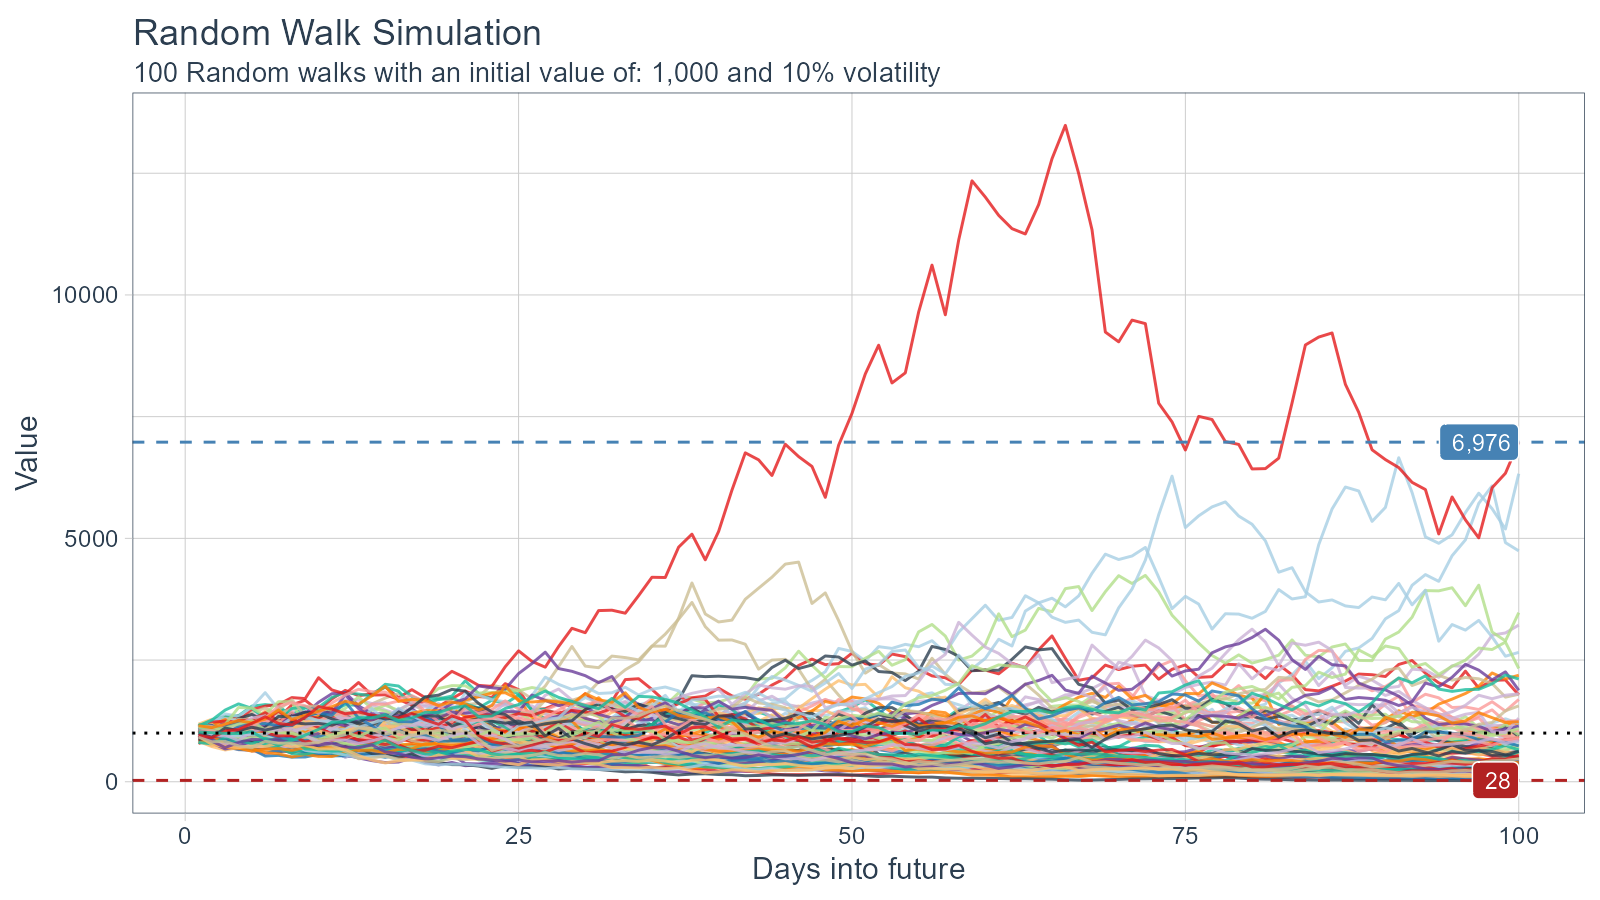 Random Walk Simulation
100 Random walks with an initial value of: 1,000 and 10% volatility
Value
10000
5000
0
6,976
28
0
25
50
75
100
Days into future